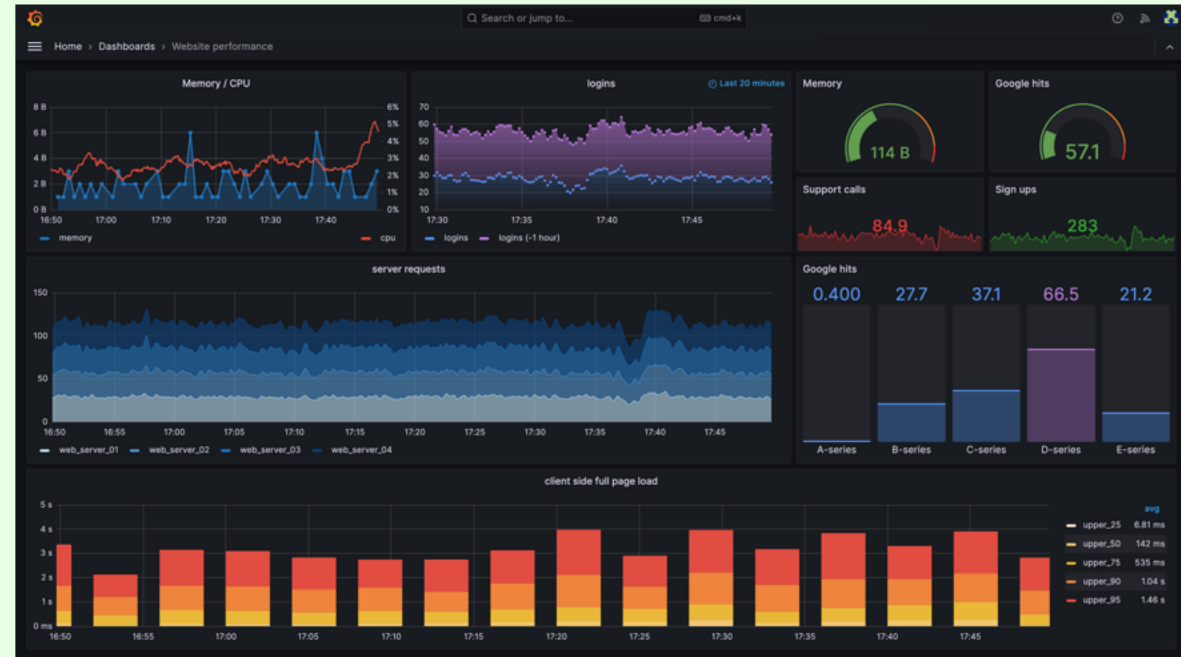 Search or jump to... cmd+k
Home › Dashboards › Website performance
Memory / CPU
8 B
6 B
4 B
2 B
0 B
6%
5%
4%
3%
2%
1%
0%
16:50 17:00 17:10 17:20 17:30 17:40
memory cpu
logins
Last 20 minutes
70
60
50
40
30
20
10
17:30 17:35 17:40 17:45
logins logins (-1 hour)
Memory
114 B
Google hits
57.1
Support calls
84.9
Sign ups
283
server requests
150
100
50
0
16:50 16:55 17:00 17:05 17:10 17:15 17:20 17:25 17:30 17:35 17:40 17:45
web_server_01 web_server_02 web_server_03 web_server_04
Google hits
0.400 27.7 37.1 66.5 21.2
A-series B-series C-series D-series E-series
client side full page load
5 s
4 s
3 s
2 s
1 s
0 ms
16:50 16:55 17:00 17:05 17:10 17:15 17:20 17:25 17:30 17:35 17:40 17:45
avg
upper_25 6.81 ms
upper_50 142 ms
upper_75 535 ms
upper_90 1.04 s
upper_95 1.46 s